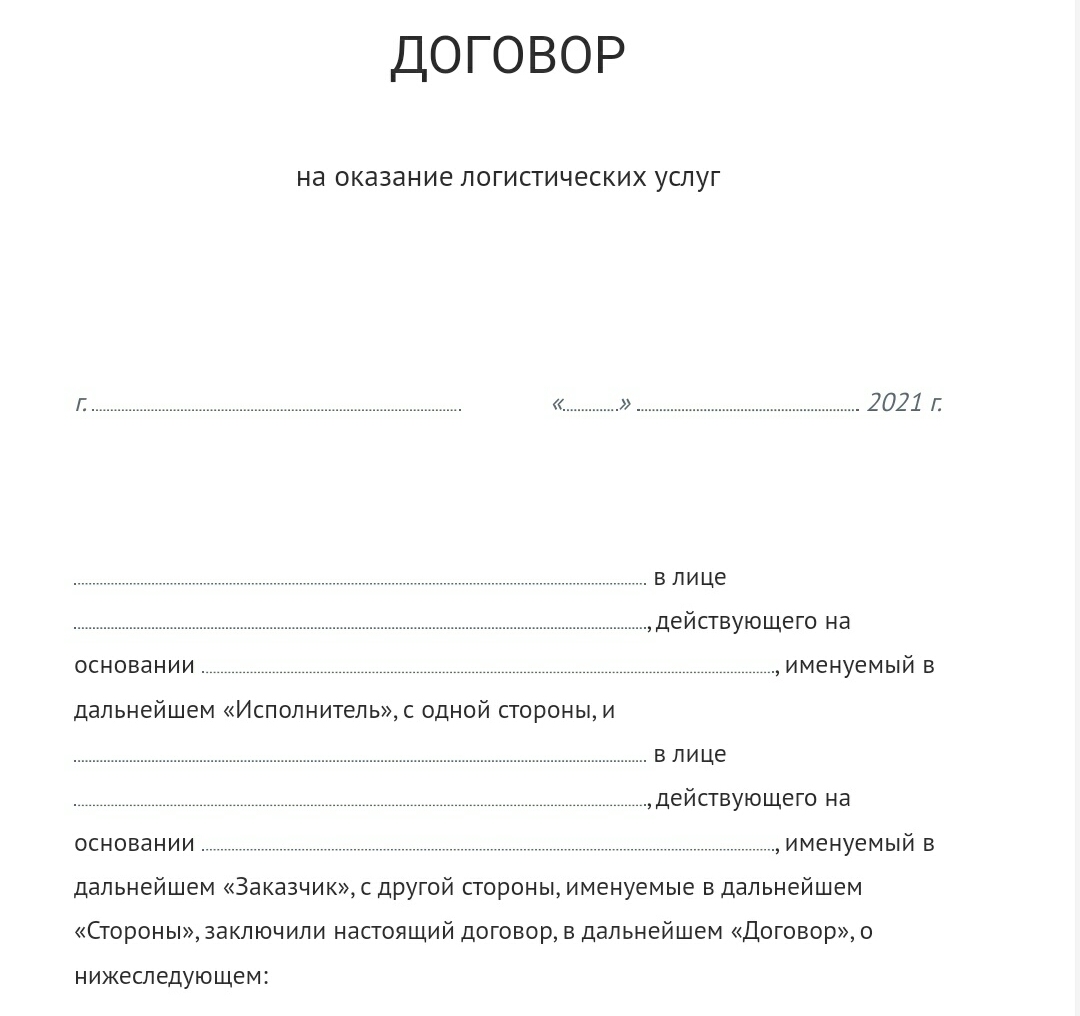 ДОГОВОР
на оказание логистических услуг
г. «» 2021 г.
в лице
, действующего на
основании , именуемый в
дальнейшем «Исполнитель», с одной стороны, и
в лице
, действующего на
основании , именуемый в
дальнейшем «Заказчик», с другой стороны, именуемые в дальнейшем
«Стороны», заключили настоящий договор, в дальнейшем «Договор», о
нижеследующем: